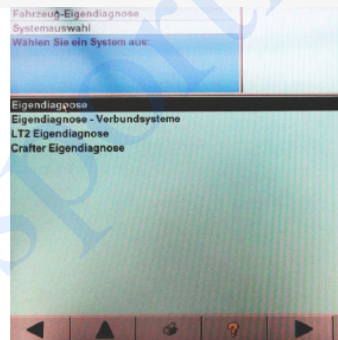 Fahrzeug-Eigendiagnose
Systemauswahl
Wählen Sie ein System aus:
Eigendiagnose
Eigendiagnose - Verbundsysteme
LT2 Eigendiagnose
Crafter Eigendiagnose
?